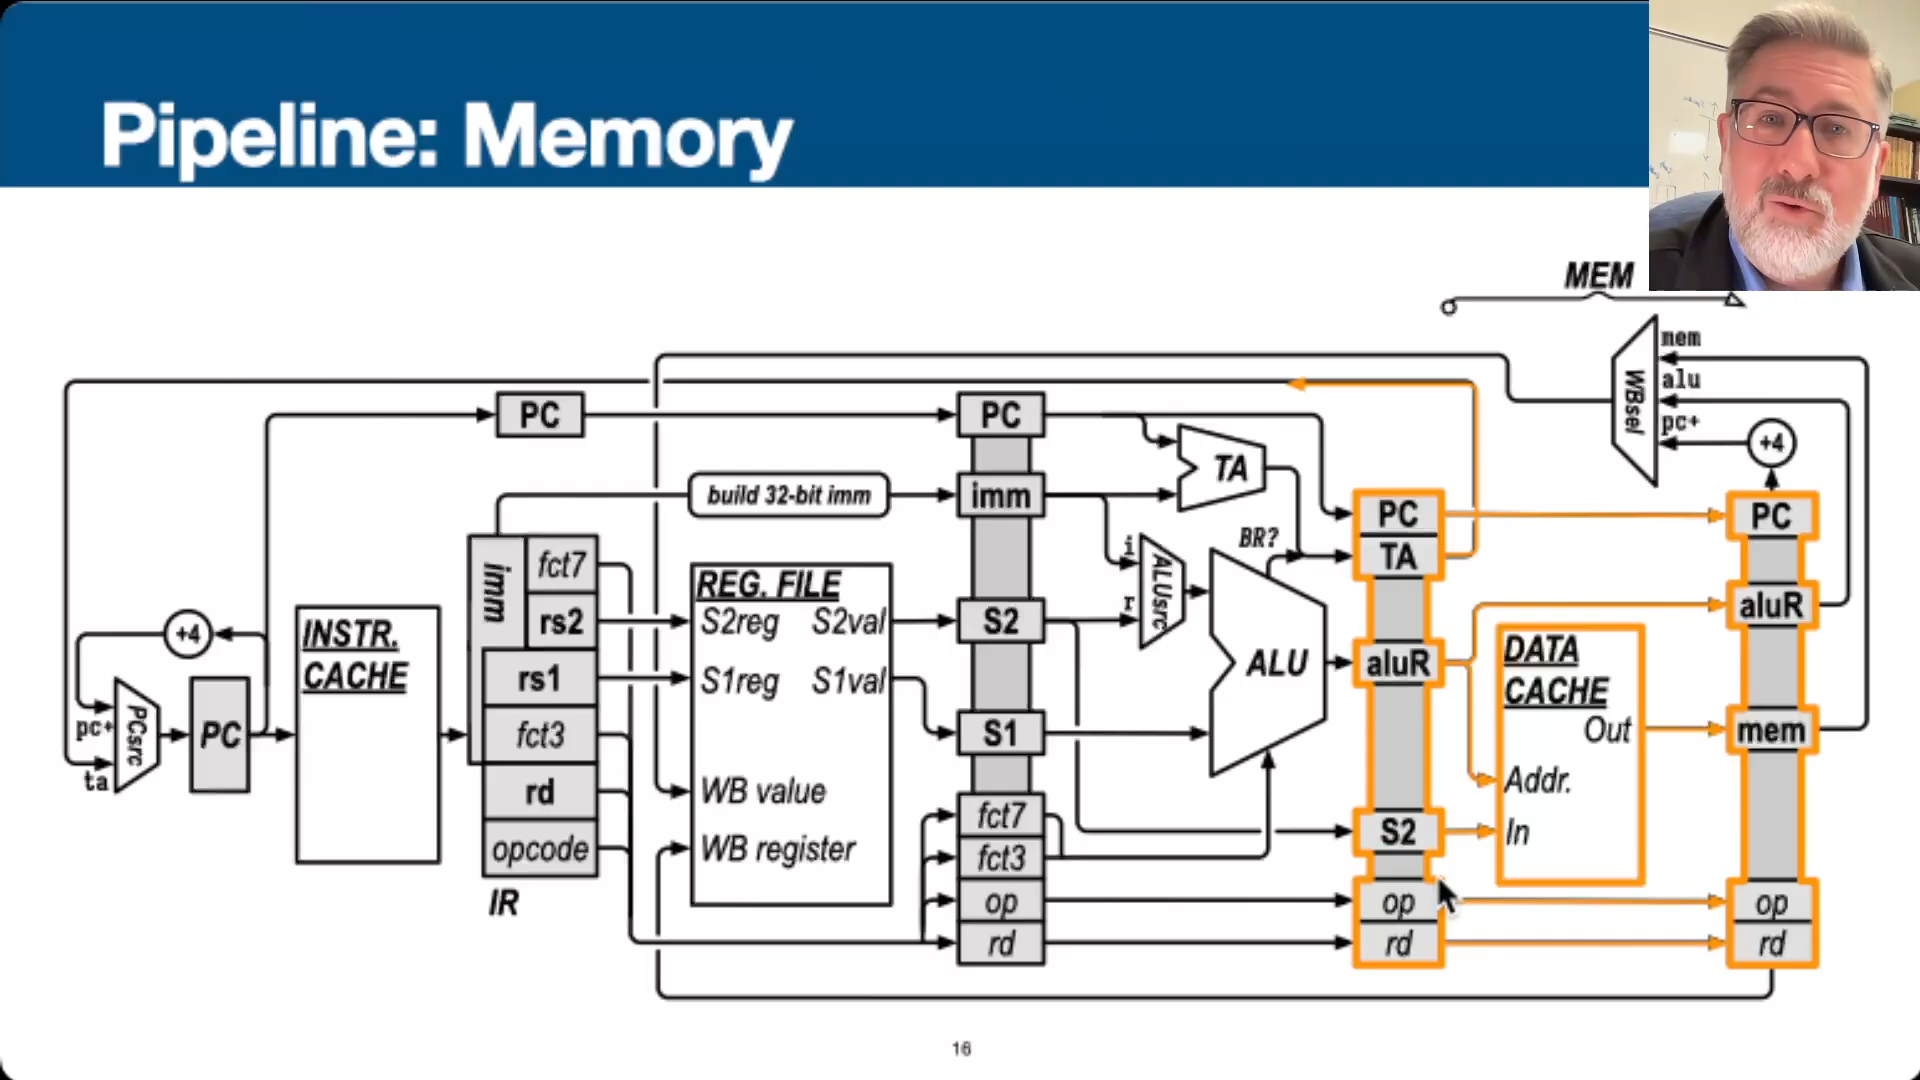 Pipeline: Memory
MEM
mem
alu
pc+
WBsel
+4
PC
PC
TA
build 32-bit imm
imm
BR?
PC
TA
PC
imm
fct7
rs2
rs1
fct3
rd
opcode
IR
REG. FILE
S2reg S2val
S1reg S1val
WB value
WB register
S2
S1
fct7
fct3
op
rd
ALUsrc
ALU
aluR
S2
op
rd
DATA
CACHE
Out
Addr.
In
aluR
mem
op
rd
+4
INSTR.
CACHE
pc+
ta
PCsrc
PC
16